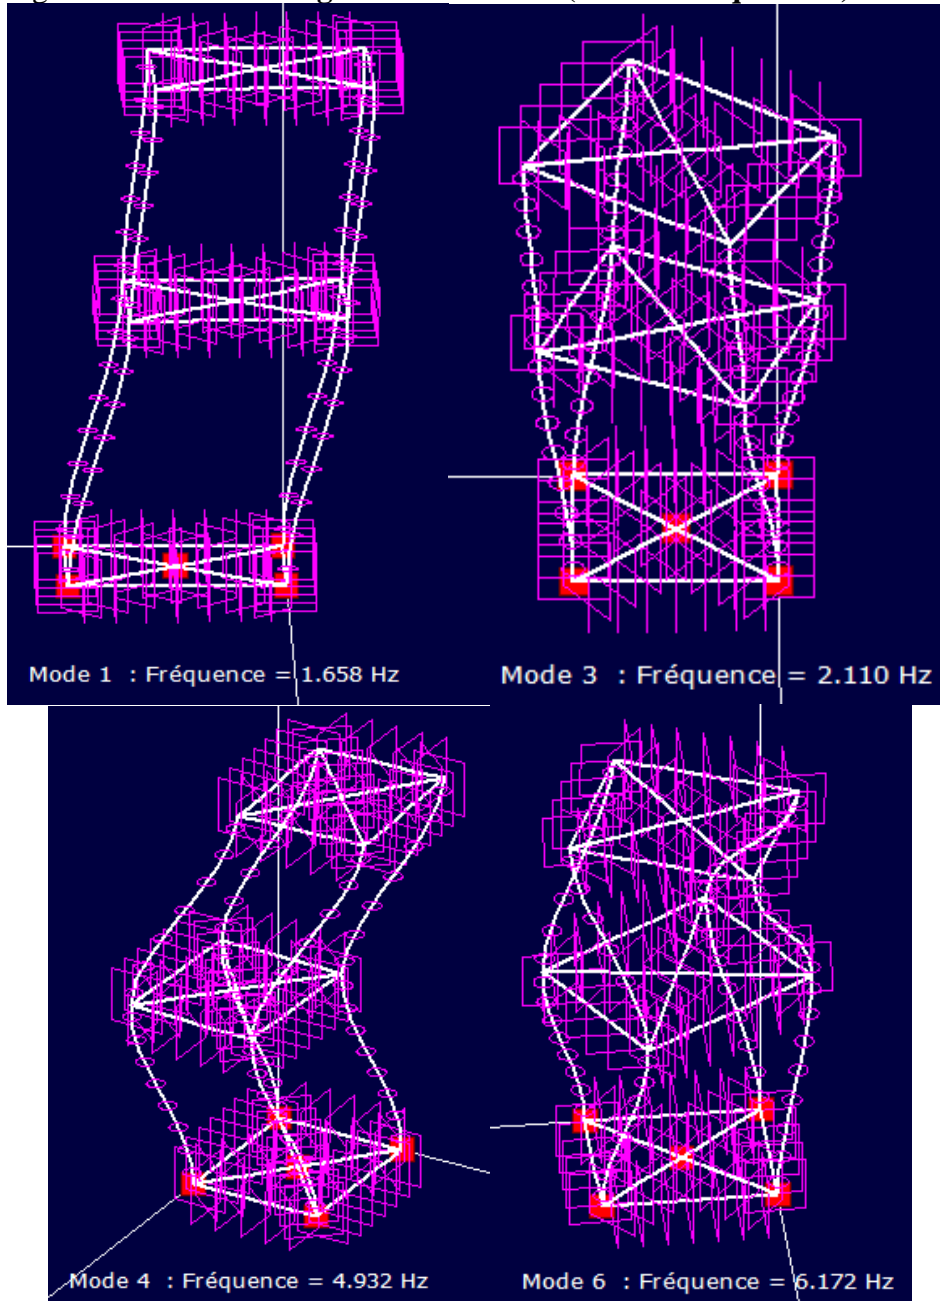 Mode 1 : Fréquence = 1.658 Hz
Mode 3 : Fréquence = 2.110 Hz
Mode 4 : Fréquence = 4.932 Hz
Mode 6 : Fréquence = 6.172 Hz